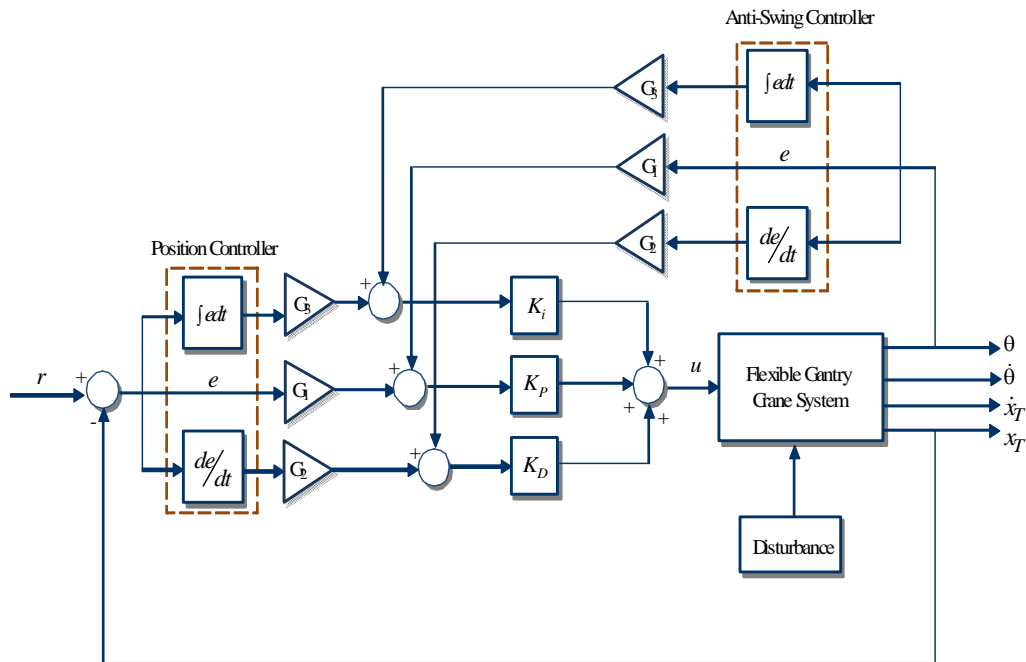 Anti-Swing Controller
∫edt
G3
G1
e
G2
de/dt
Position Controller
∫edt
G3
+
Ki
r
+
-
e
G1
+
KP
+
+
+
u
Flexible Gantry
Crane System
θ
θ̇
ẋT
xT
de/dt
G2
+
KD
Disturbance